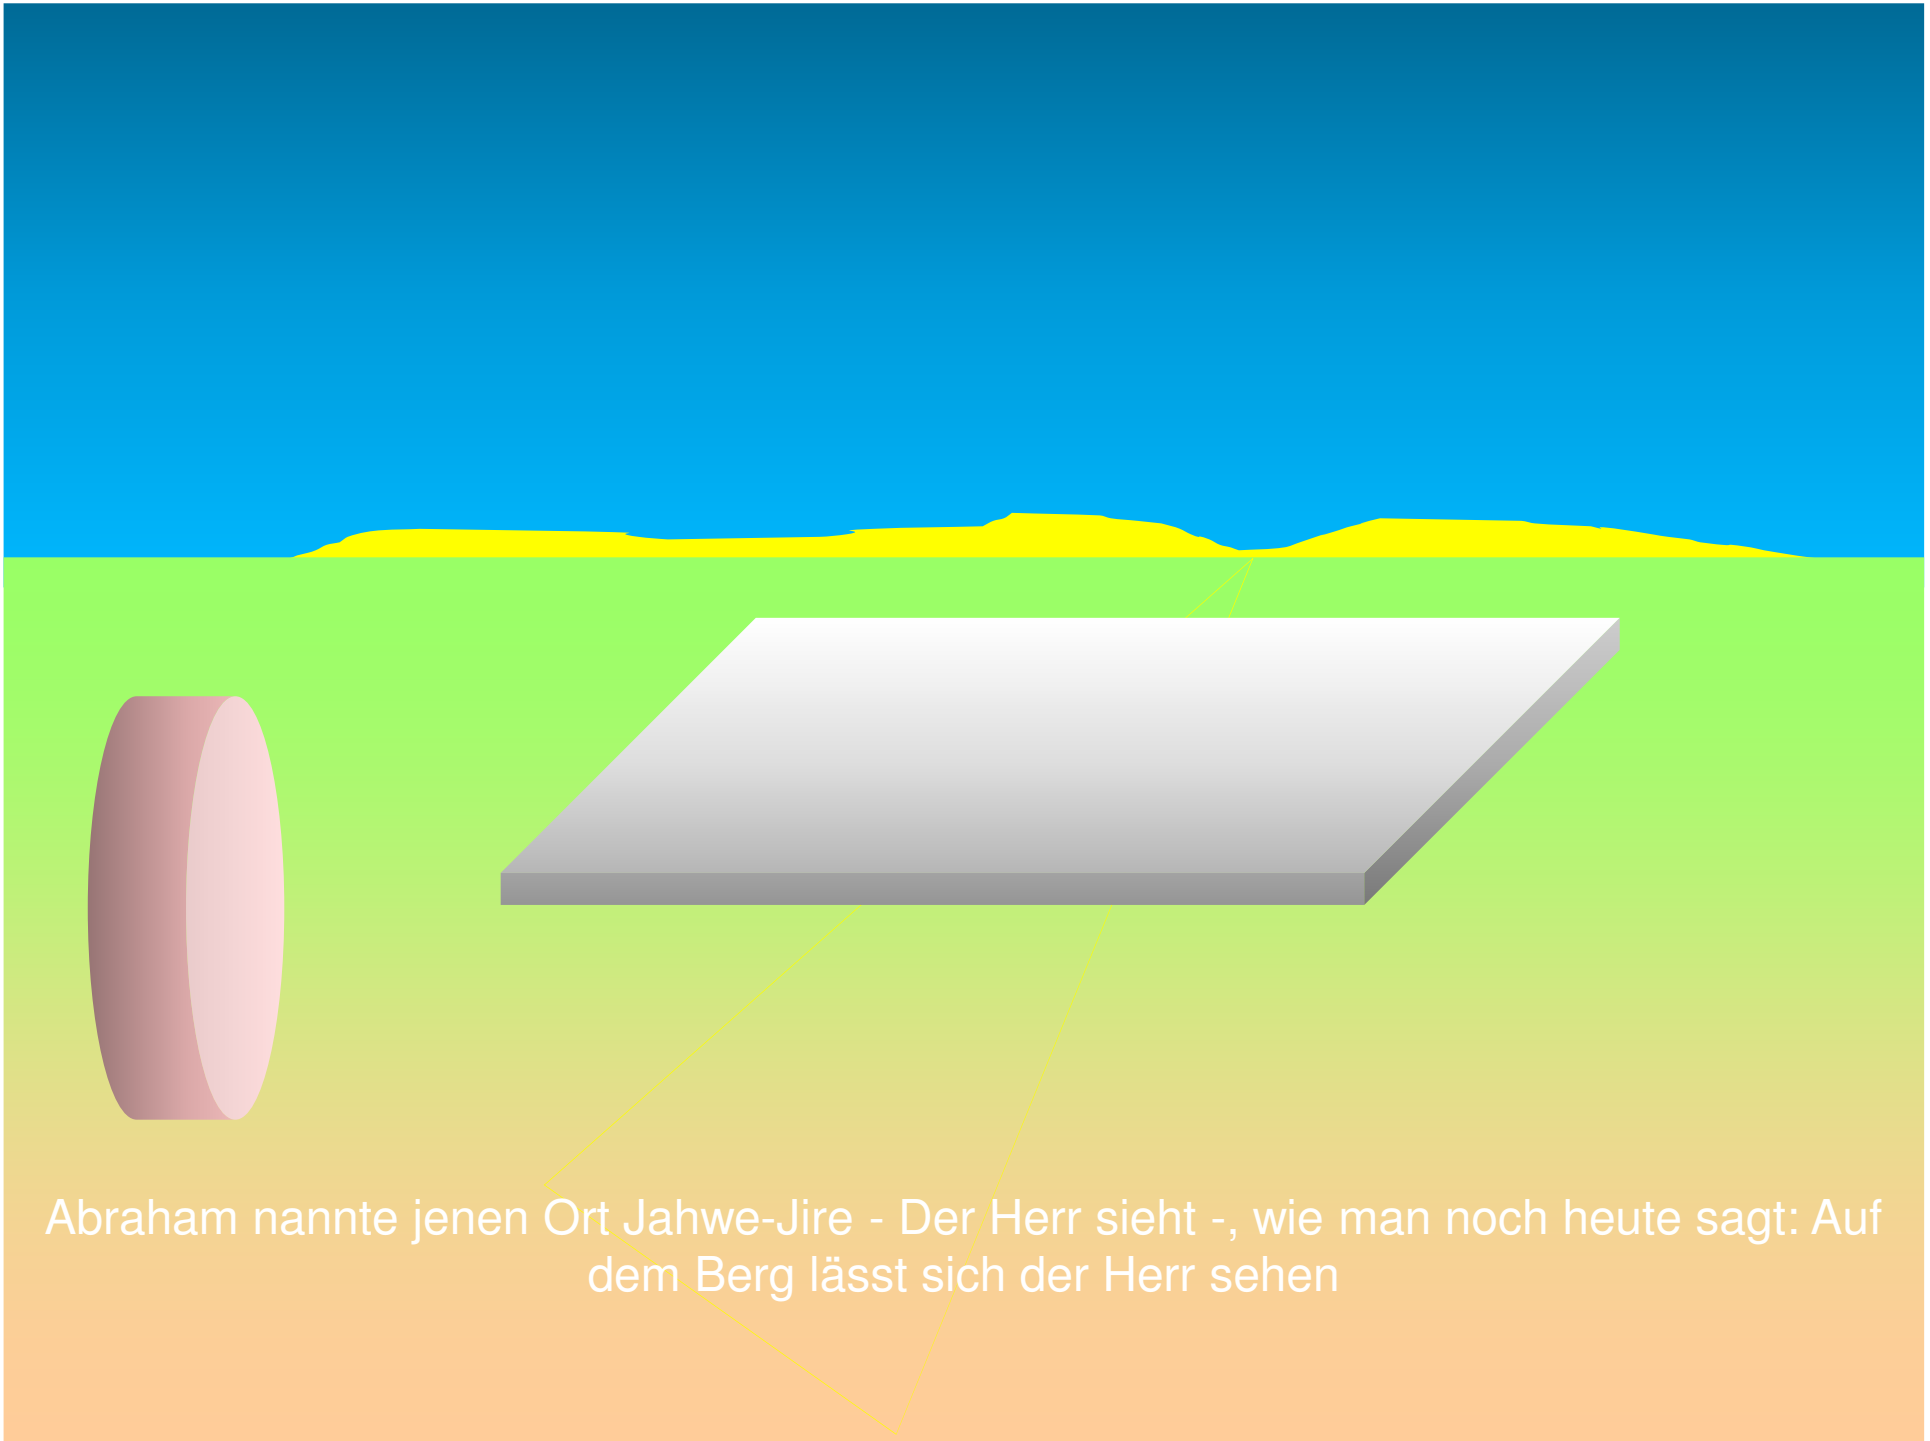 Abraham nannte jenen Ort Jahwe-Jire - Der Herr sieht -, wie man noch heute sagt: Auf
dem Berg lässt sich der Herr sehen